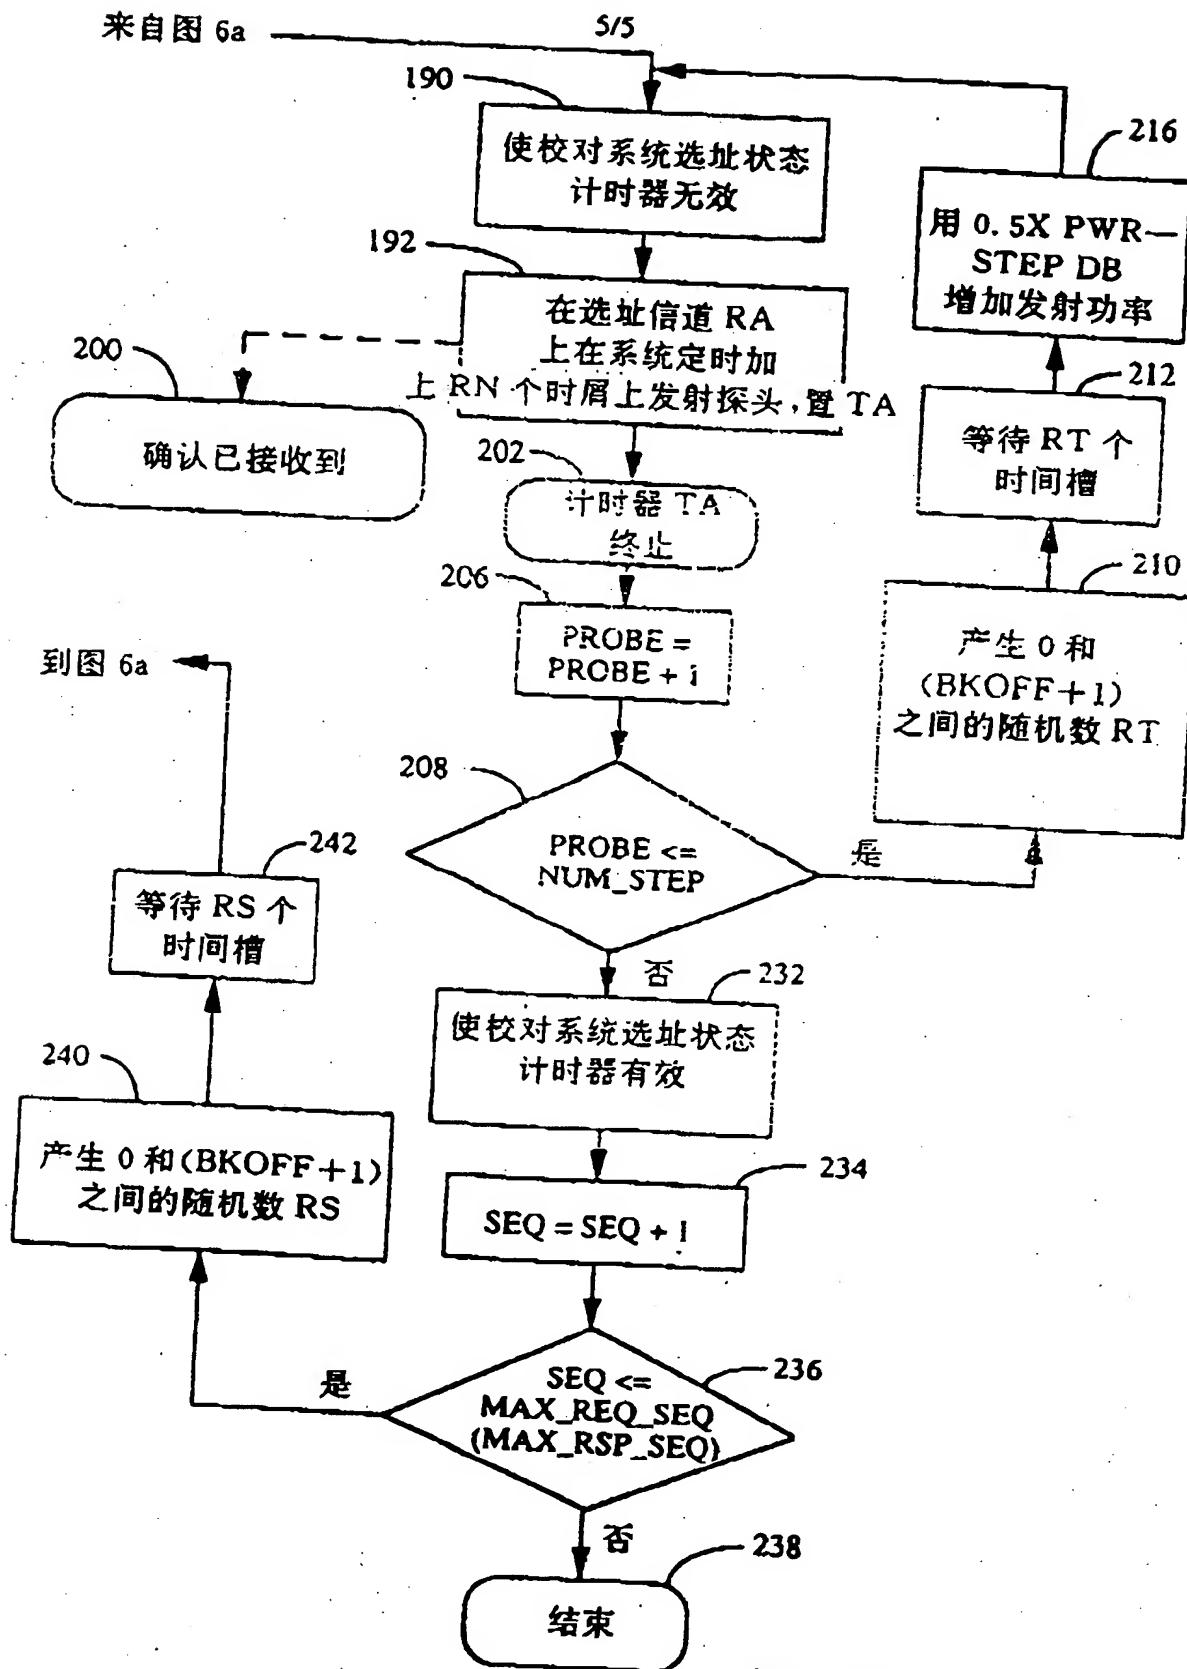 来自图 6a
5/5
190
使校对系统选址状态
计时器无效
216
用 0.5X PWR—
STEP DB
增加发射功率
192
在选址信道 RA
上在系统定时加
上 RN 个时屑上发射探头,置 TA
200
确认已接收到
212
等待 RT 个
时间槽
202
计时器 TA
终止
210
产生 0 和
(BKOFF+1)
之间的随机数 RT
206
PROBE =
PROBE + 1
到图 6a
208
PROBE <=
NUM_STEP
是
242
等待 RS 个
时间槽
否
232
使校对系统选址状态
计时器有效
240
产生 0 和(BKOFF+1)
之间的随机数 RS
234
SEQ = SEQ + 1
236
SEQ <=
MAX_REQ_SEQ
(MAX_RSP_SEQ)
是
否
238
结束